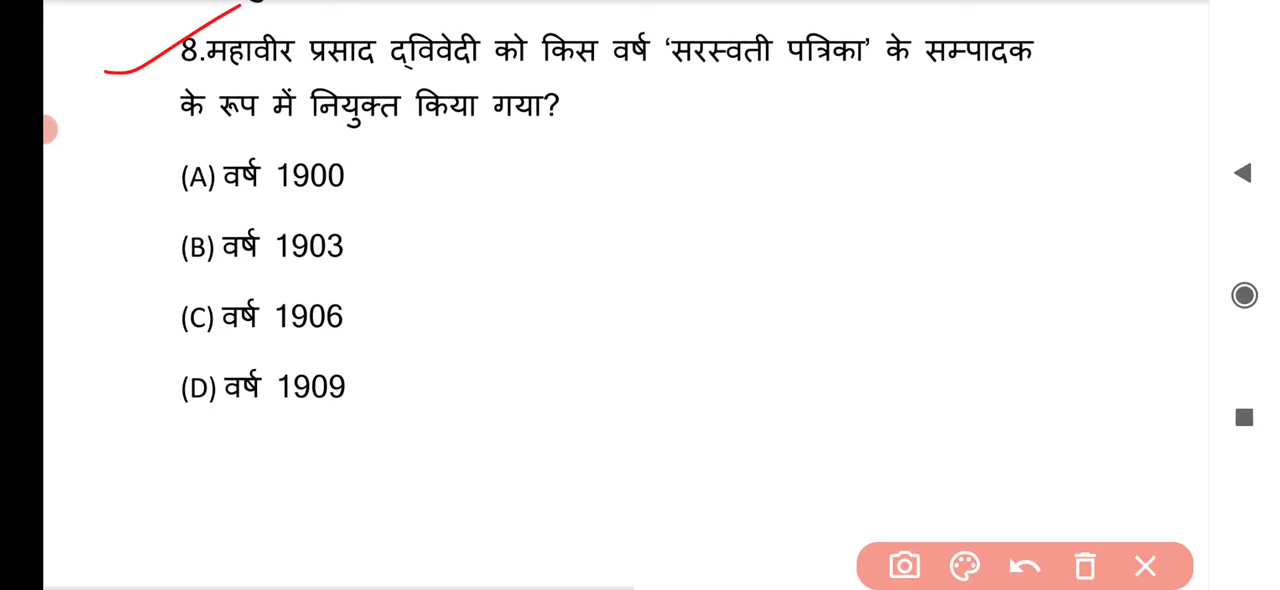 8.महावीर प्रसाद द्विवेदी को किस वर्ष ‘सरस्वती पत्रिका’ के सम्पादक
के रूप में नियुक्त किया गया?
(A) वर्ष 1900
(B) वर्ष 1903
(C) वर्ष 1906
(D) वर्ष 1909